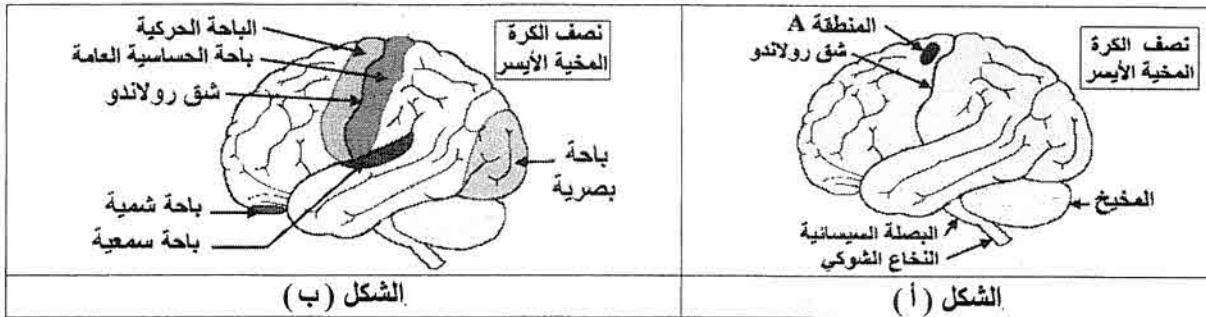 نصف الكرة
المخية الأيسر
المنطقة A
شق رولاندو
المخيخ
البصلة السيسائية
النخاع الشوكي
الشكل (أ)
الباحة الحركية
باحة الحساسية العامة
شق رولاندو
نصف الكرة
المخية الأيسر
باحة
بصرية
باحة شمية
باحة سمعية
الشكل (ب)